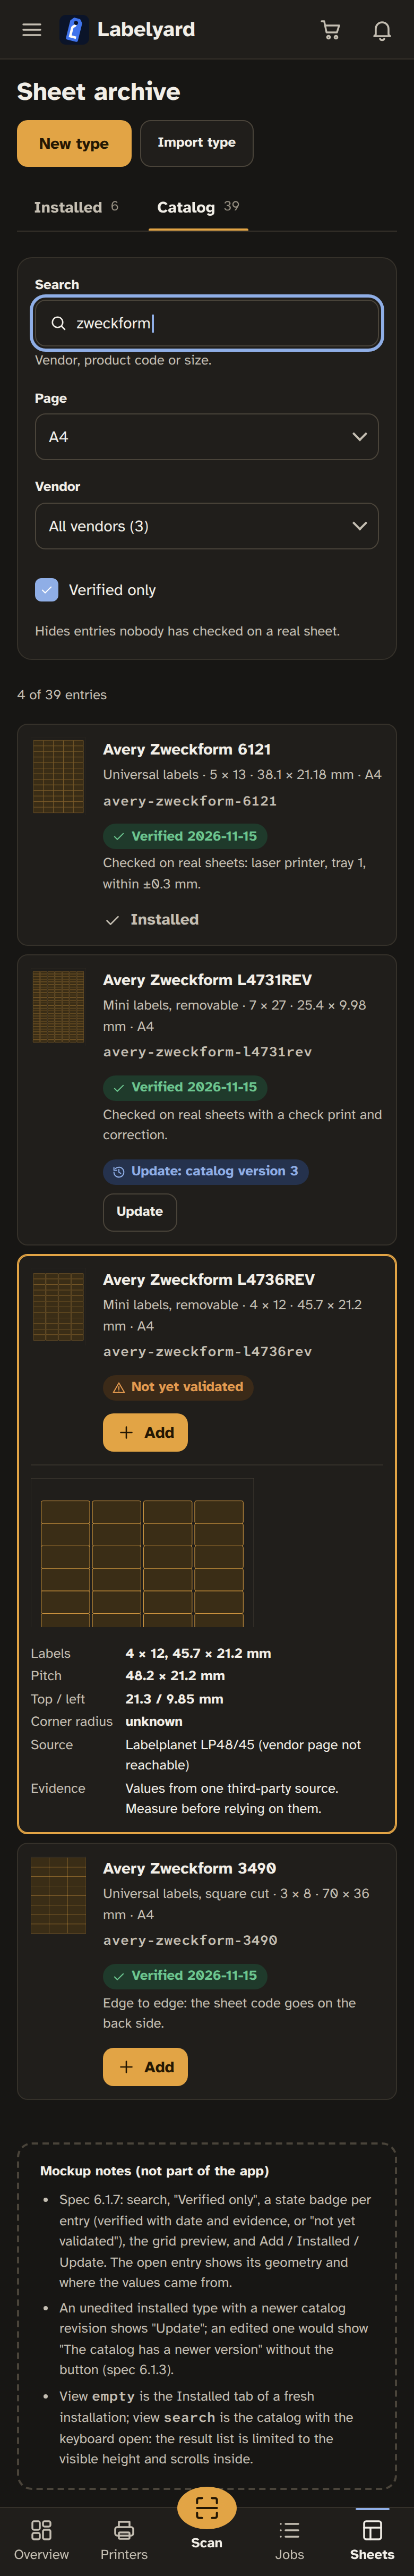 Labelyard
Sheet archive
New type
Import type
Installed 6
Catalog 39
Search
zweckform
Vendor, product code or size.
Page
A4
Vendor
All vendors (3)
Verified only
Hides entries nobody has checked on a real sheet.
4 of 39 entries
Avery Zweckform 6121
Universal labels · 5 × 13 · 38.1 × 21.18 mm · A4
avery-zweckform-6121
Verified 2026-11-15
Checked on real sheets: laser printer, tray 1,
within ±0.3 mm.
Installed
Avery Zweckform L4731REV
Mini labels, removable · 7 × 27 · 25.4 × 9.98
mm · A4
avery-zweckform-l4731rev
Verified 2026-11-15
Checked on real sheets with a check print and
correction.
Update: catalog version 3
Update
Avery Zweckform L4736REV
Mini labels, removable · 4 × 12 · 45.7 × 21.2
mm · A4
avery-zweckform-l4736rev
Not yet validated
Add
Labels 4 × 12, 45.7 × 21.2 mm
Pitch 48.2 × 21.2 mm
Top / left 21.3 / 9.85 mm
Corner radius unknown
Source Labelplanet LP48/45 (vendor page not
reachable)
Evidence Values from one third-party source.
Measure before relying on them.
Avery Zweckform 3490
Universal labels, square cut · 3 × 8 · 70 × 36
mm · A4
avery-zweckform-3490
Verified 2026-11-15
Edge to edge: the sheet code goes on the
back side.
Add
Mockup notes (not part of the app)
• Spec 6.1.7: search, "Verified only", a state badge per
entry (verified with date and evidence, or "not yet
validated"), the grid preview, and Add / Installed /
Update. The open entry shows its geometry and
where the values came from.
• An unedited installed type with a newer catalog
revision shows "Update"; an edited one would show
"The catalog has a newer version" without the
button (spec 6.1.3).
• View empty is the Installed tab of a fresh
installation; view search is the catalog with the
keyboard open: the result list is limited to the
visible height and scrolls inside.
Overview
Printers
Scan
Jobs
Sheets